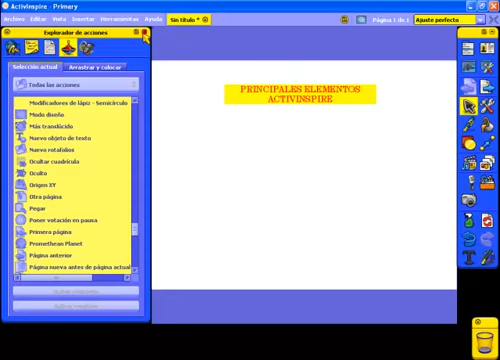 ActivInspire - Primary
Archivo Editar Vista Insertar Herramientas Ayuda
Sin título *
Página 1 de 1
Ajuste perfecto
Explorador de acciones
Selección actual
Arrastrar y colocar
Todas las acciones
Modificadores de lápiz - Semicírculo
Modo diseño
Más translúcido
Nuevo objeto de texto
Nuevo rotafolios
Ocultar cuadrícula
Oculto
Origen XY
Otra página
Pegar
Poner votación en pausa
Primera página
Promethean Planet
Página anterior
Página nueva antes de página actual
PRINCIPALES ELEMENTOS
ACTIVINSPIRE